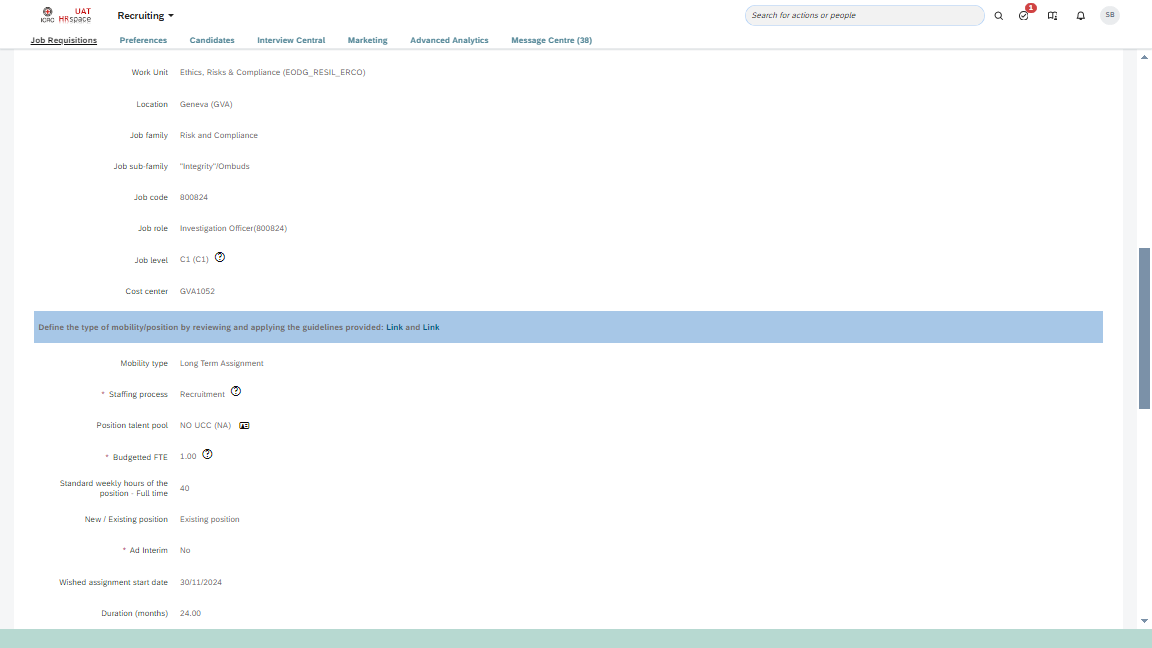 ICRC
UAT
HRspace
Recruiting
Search for actions or people
1
SB
Job Requisitions
Preferences
Candidates
Interview Central
Marketing
Advanced Analytics
Message Centre (38)
Work Unit Ethics, Risks & Compliance (EODG_RESIL_ERCO)
Location Geneva (GVA)
Job family Risk and Compliance
Job sub-family "Integrity"/Ombuds
Job code 800824
Job role Investigation Officer(800824)
Job level C1 (C1) ?
Cost center GVA1052
Define the type of mobility/position by reviewing and applying the guidelines provided: Link and Link
Mobility type Long Term Assignment
* Staffing process Recruitment ?
Position talent pool NO UCC (NA)
* Budgetted FTE 1.00 ?
Standard weekly hours of the
position - Full time 40
New / Existing position Existing position
* Ad Interim No
Wished assignment start date 30/11/2024
Duration (months) 24.00